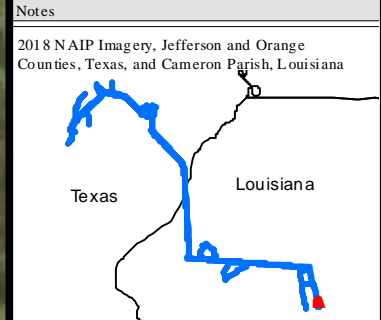 Notes
2018 NAIP Imagery, Jefferson and Orange
Counties, Texas, and Cameron Parish, Louisiana
Louisiana
Texas